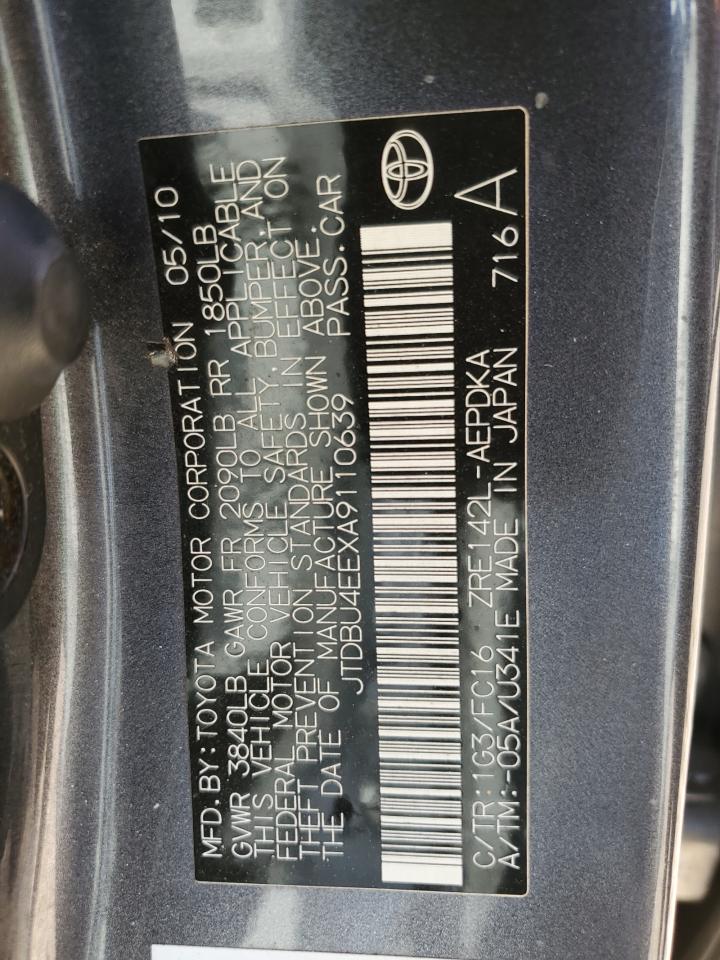 MFD.BY:TOYOTA MOTOR CORPORATION 05/10
GVWR 3840LB GAWR FR 2090LB RR 1850LB
THIS VEHICLE CONFORMS TO ALL APPLICABLE
FEDERAL MOTOR VEHICLE SAFETY,BUMPER,AND
THEFT PREVENTION STANDARDS IN EFFECT ON
THE DATE OF MANUFACTURE SHOWN ABOVE.
JTDBU4EEXA9110639 PASS.CAR
C/TR:1G3/FC16 ZRE142L-AEPDKA A
A/TM:-05A/U341E MADE IN JAPAN 716